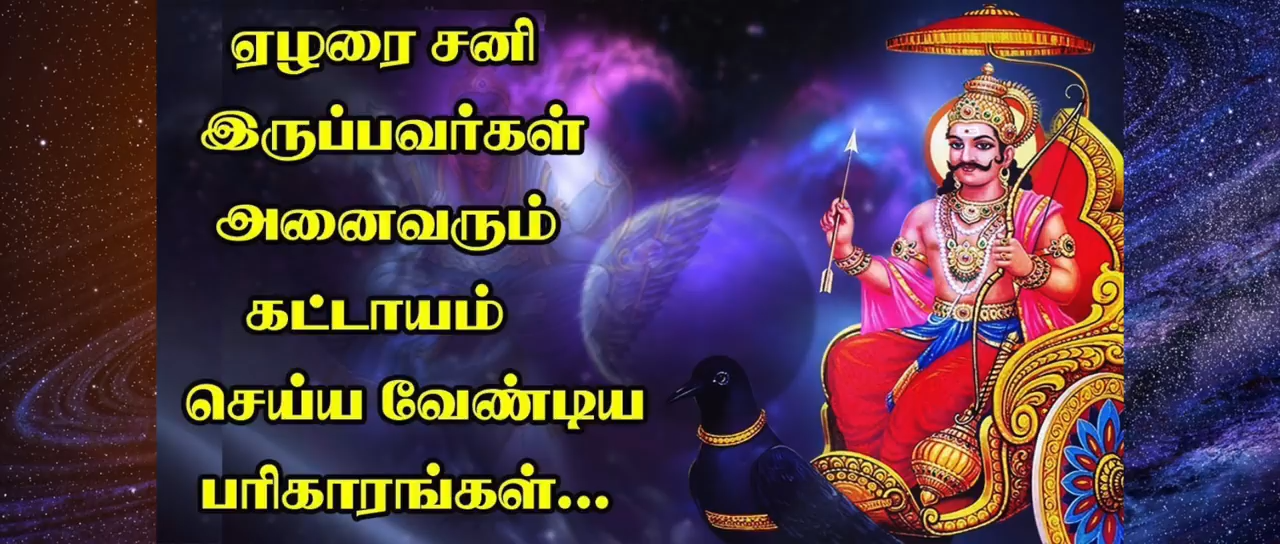 ஏழரை சனி
இருப்பவர்கள்
அனைவரும்
கட்டாயம்
செய்ய வேண்டிய
பரிகாரங்கள்...